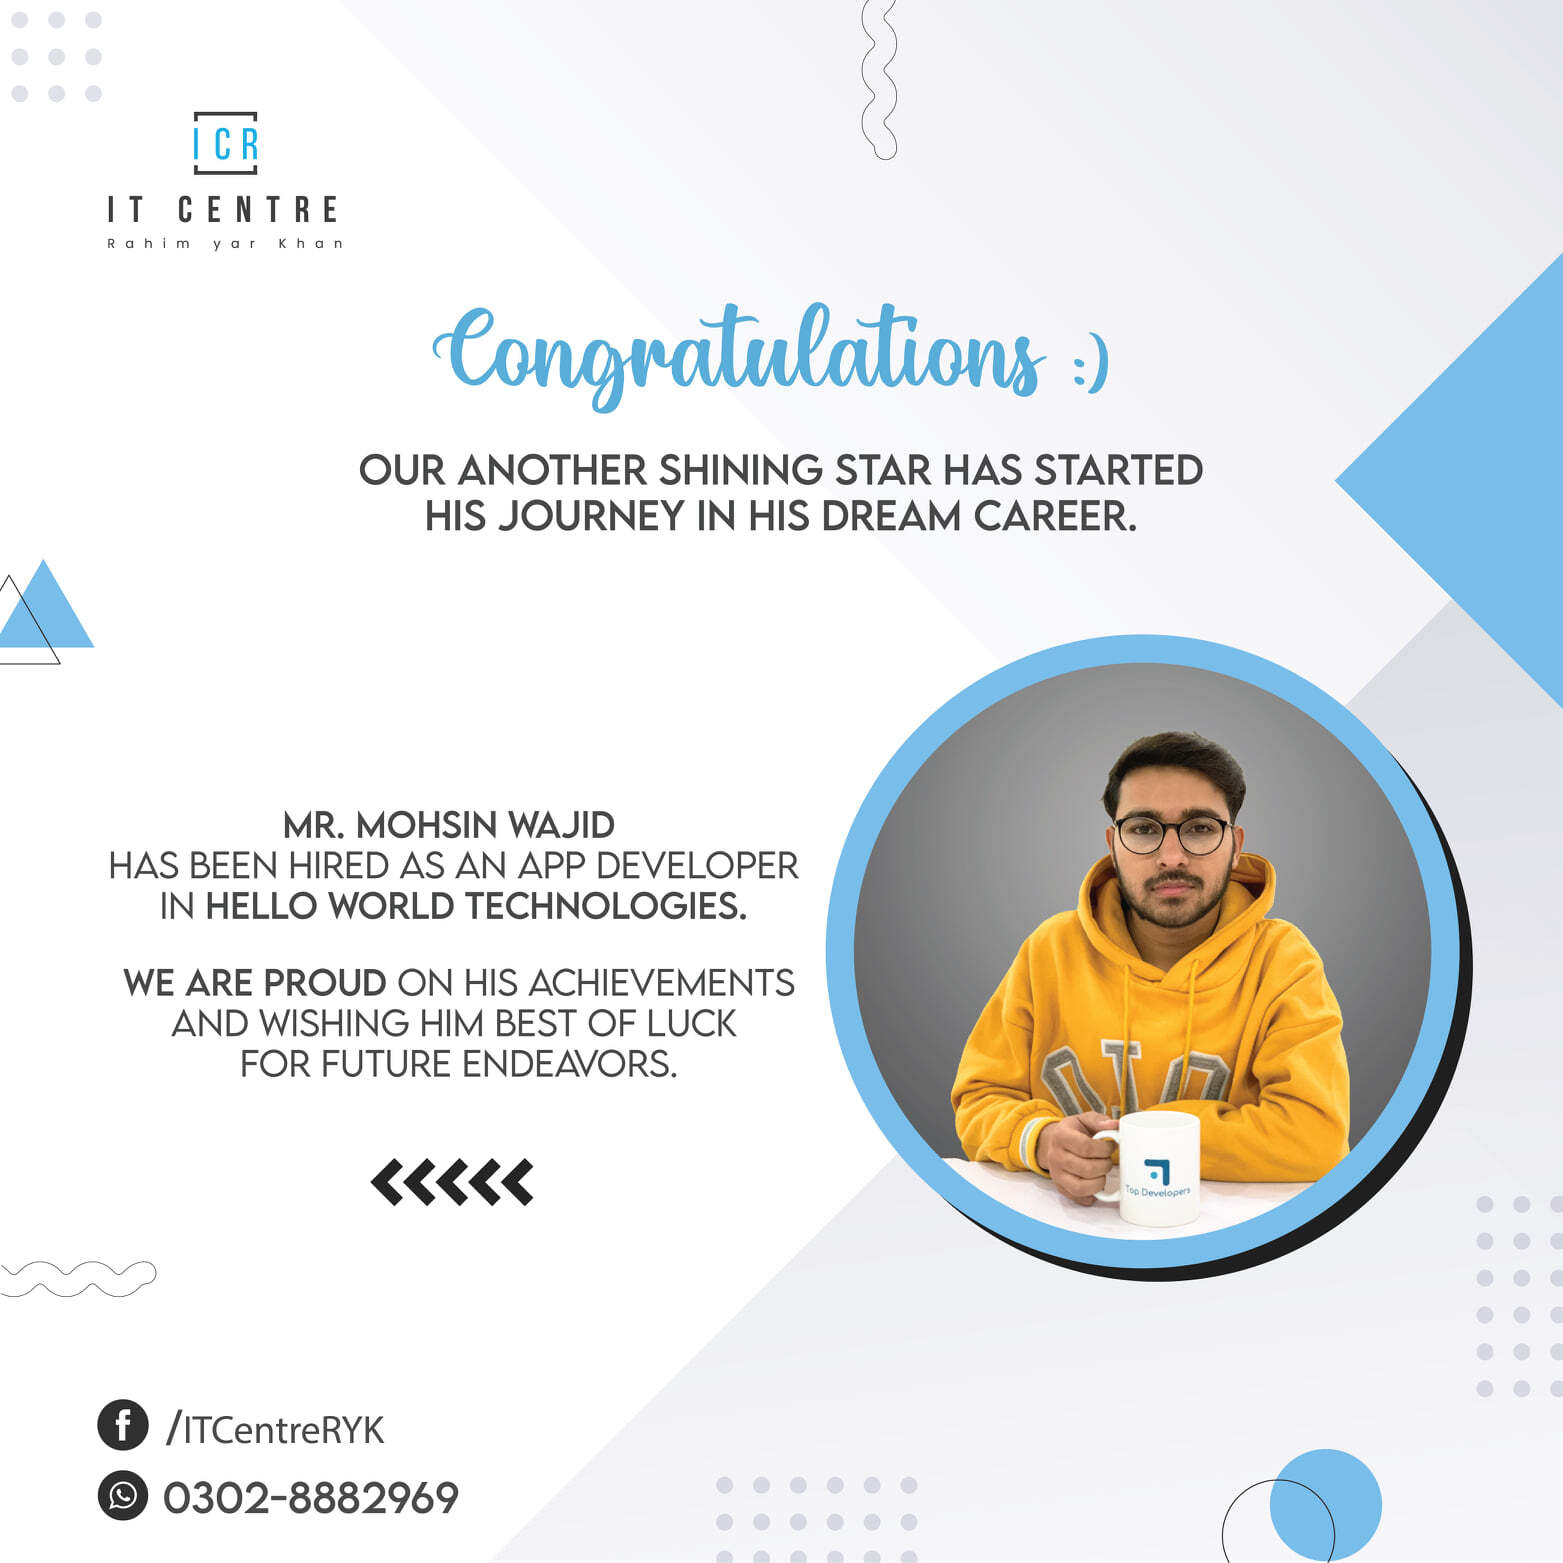 ICR
IT CENTRE
Rahim yar Khan
Congratulations :)
OUR ANOTHER SHINING STAR HAS STARTED
HIS JOURNEY IN HIS DREAM CAREER.
MR. MOHSIN WAJID
HAS BEEN HIRED AS AN APP DEVELOPER
IN HELLO WORLD TECHNOLOGIES.
WE ARE PROUD ON HIS ACHIEVEMENTS
AND WISHING HIM BEST OF LUCK
FOR FUTURE ENDEAVORS.
Top Developers
/ITCentreRYK
0302-8882969